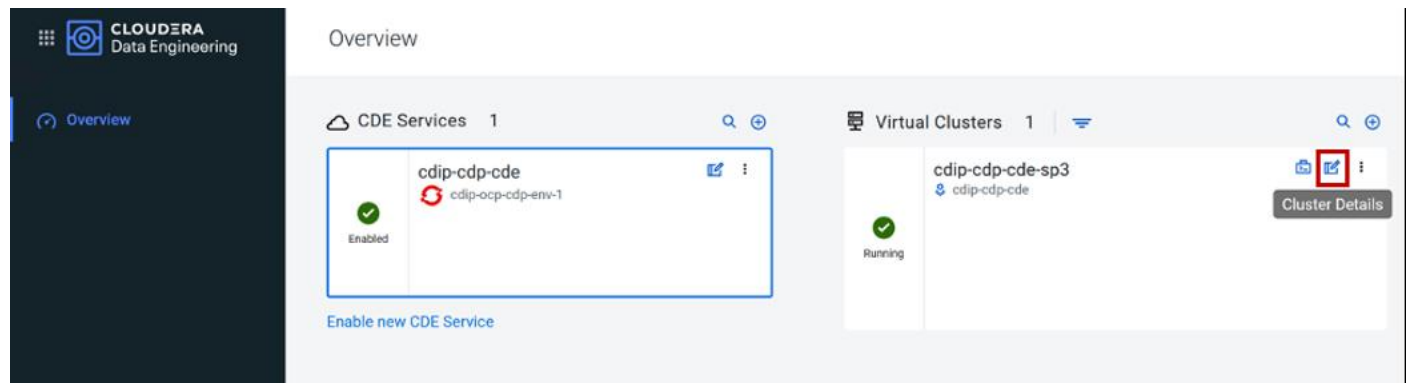 CLOUDERA
Data Engineering
Overview
Overview
CDE Services 1
cdip-cdp-cde
cdip-ocp-cdp-env-1
Enabled
Enable new CDE Service
Virtual Clusters 1
cdip-cdp-cde-sp3
cdip-cdp-cde
Cluster Details
Running